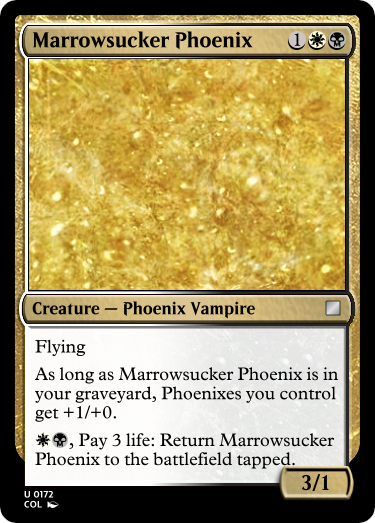 Marrowsucker Phoenix 1
Creature — Phoenix Vampire
Flying
As long as Marrowsucker Phoenix is in
your graveyard, Phoenixes you control
get +1/+0.
, Pay 3 life: Return Marrowsucker
Phoenix to the battlefield tapped.
3/1
U 0172
COL